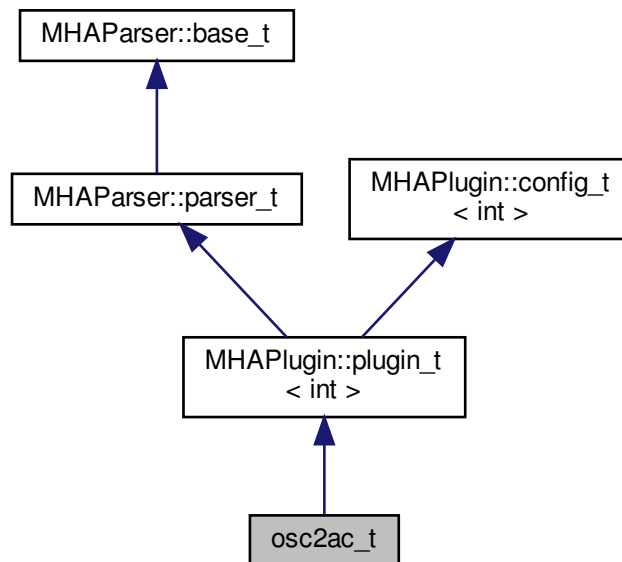 MHAParser::base_t
MHAParser::parser_t
MHAPlugin::config_t
< int >
MHAPlugin::plugin_t
< int >
osc2ac_t